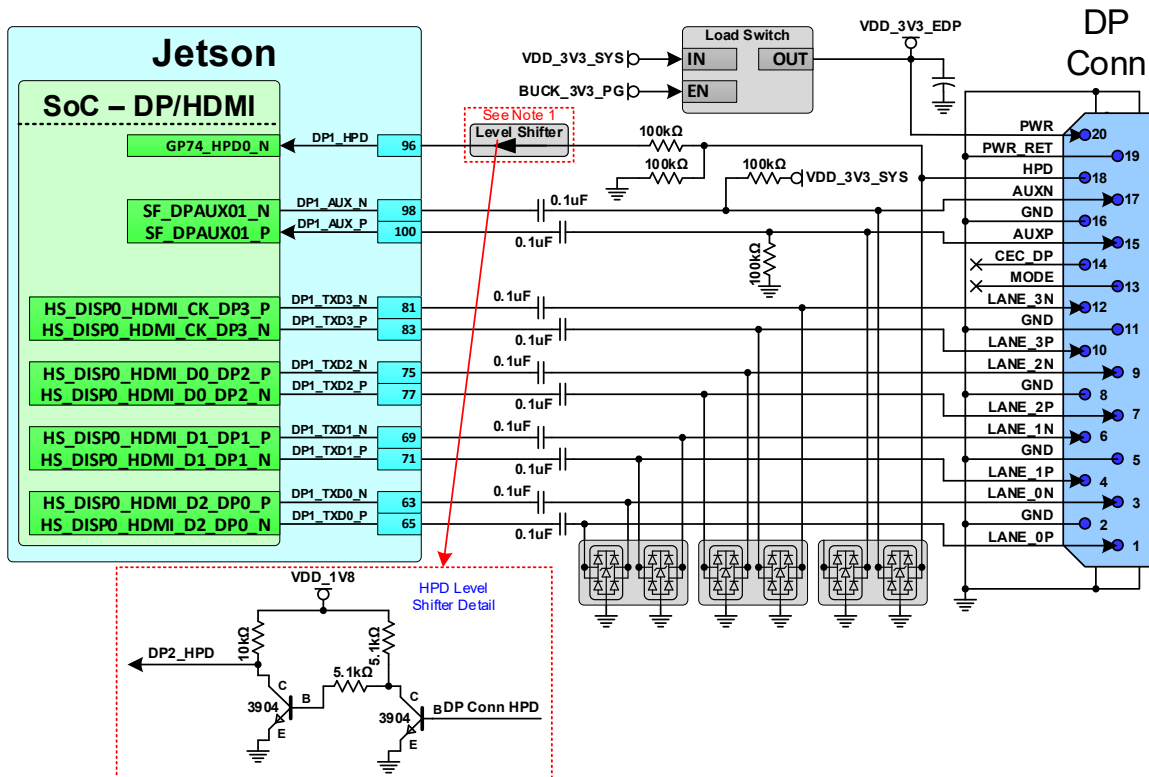 Jetson
SoC – DP/HDMI
GP74_HPD0_N
DP1_HPD
96
See Note 1
Level Shifter
Load Switch
VDD_3V3_SYS
IN
OUT
BUCK_3V3_PG
EN
VDD_3V3_EDP
DP
Conn
100kΩ
100kΩ
100kΩ
VDD_3V3_SYS
100kΩ
SF_DPAUX01_N
DP1_AUX_N
98
0.1uF
SF_DPAUX01_P
DP1_AUX_P
100
0.1uF
HS_DISP0_HDMI_CK_DP3_P
DP1_TXD3_N
81
0.1uF
HS_DISP0_HDMI_CK_DP3_N
DP1_TXD3_P
83
0.1uF
HS_DISP0_HDMI_D0_DP2_P
DP1_TXD2_N
75
0.1uF
HS_DISP0_HDMI_D0_DP2_N
DP1_TXD2_P
77
0.1uF
HS_DISP0_HDMI_D1_DP1_P
DP1_TXD1_N
69
0.1uF
HS_DISP0_HDMI_D1_DP1_N
DP1_TXD1_P
71
0.1uF
HS_DISP0_HDMI_D2_DP0_P
DP1_TXD0_N
63
0.1uF
HS_DISP0_HDMI_D2_DP0_N
DP1_TXD0_P
65
0.1uF
PWR
20
PWR_RET
19
HPD
18
AUXN
17
GND
16
AUXP
15
CEC_DP
14
MODE
13
LANE_3N
12
GND
11
LANE_3P
10
LANE_2N
9
GND
8
LANE_2P
7
LANE_1N
6
GND
5
LANE_1P
4
LANE_0N
3
GND
2
LANE_0P
1
VDD_1V8
HPD Level
Shifter Detail
10kΩ
5.1kΩ
DP2_HPD
5.1kΩ
C
B
3904
E
C
B
3904
E
DP Conn HPD